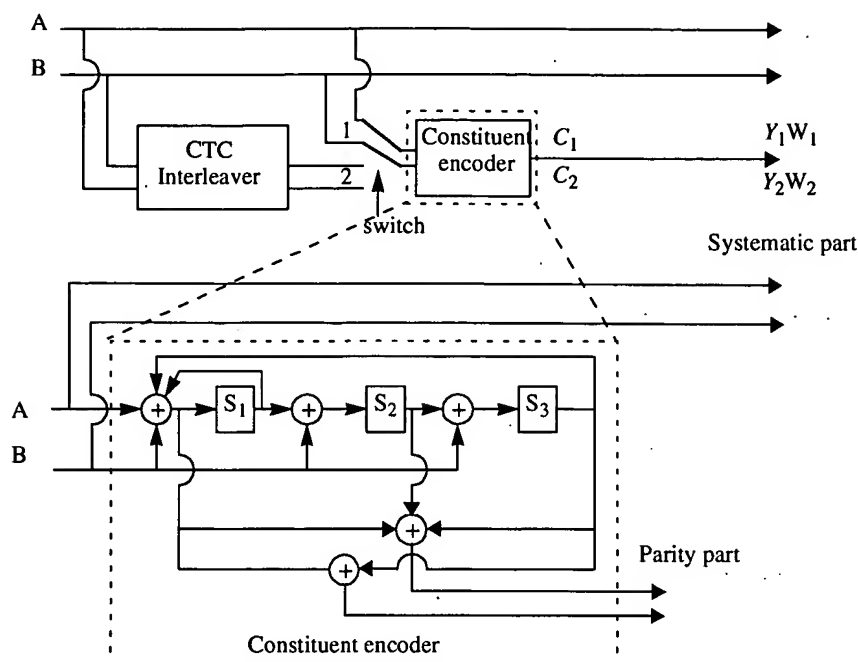 A
B
CTC
Interleaver
1
2
switch
Constituent
encoder
C₁
C₂
Y₁W₁
Y₂W₂
Systematic part
A
B
+
S₁
+
S₂
+
S₃
+
+
Parity part
Constituent encoder